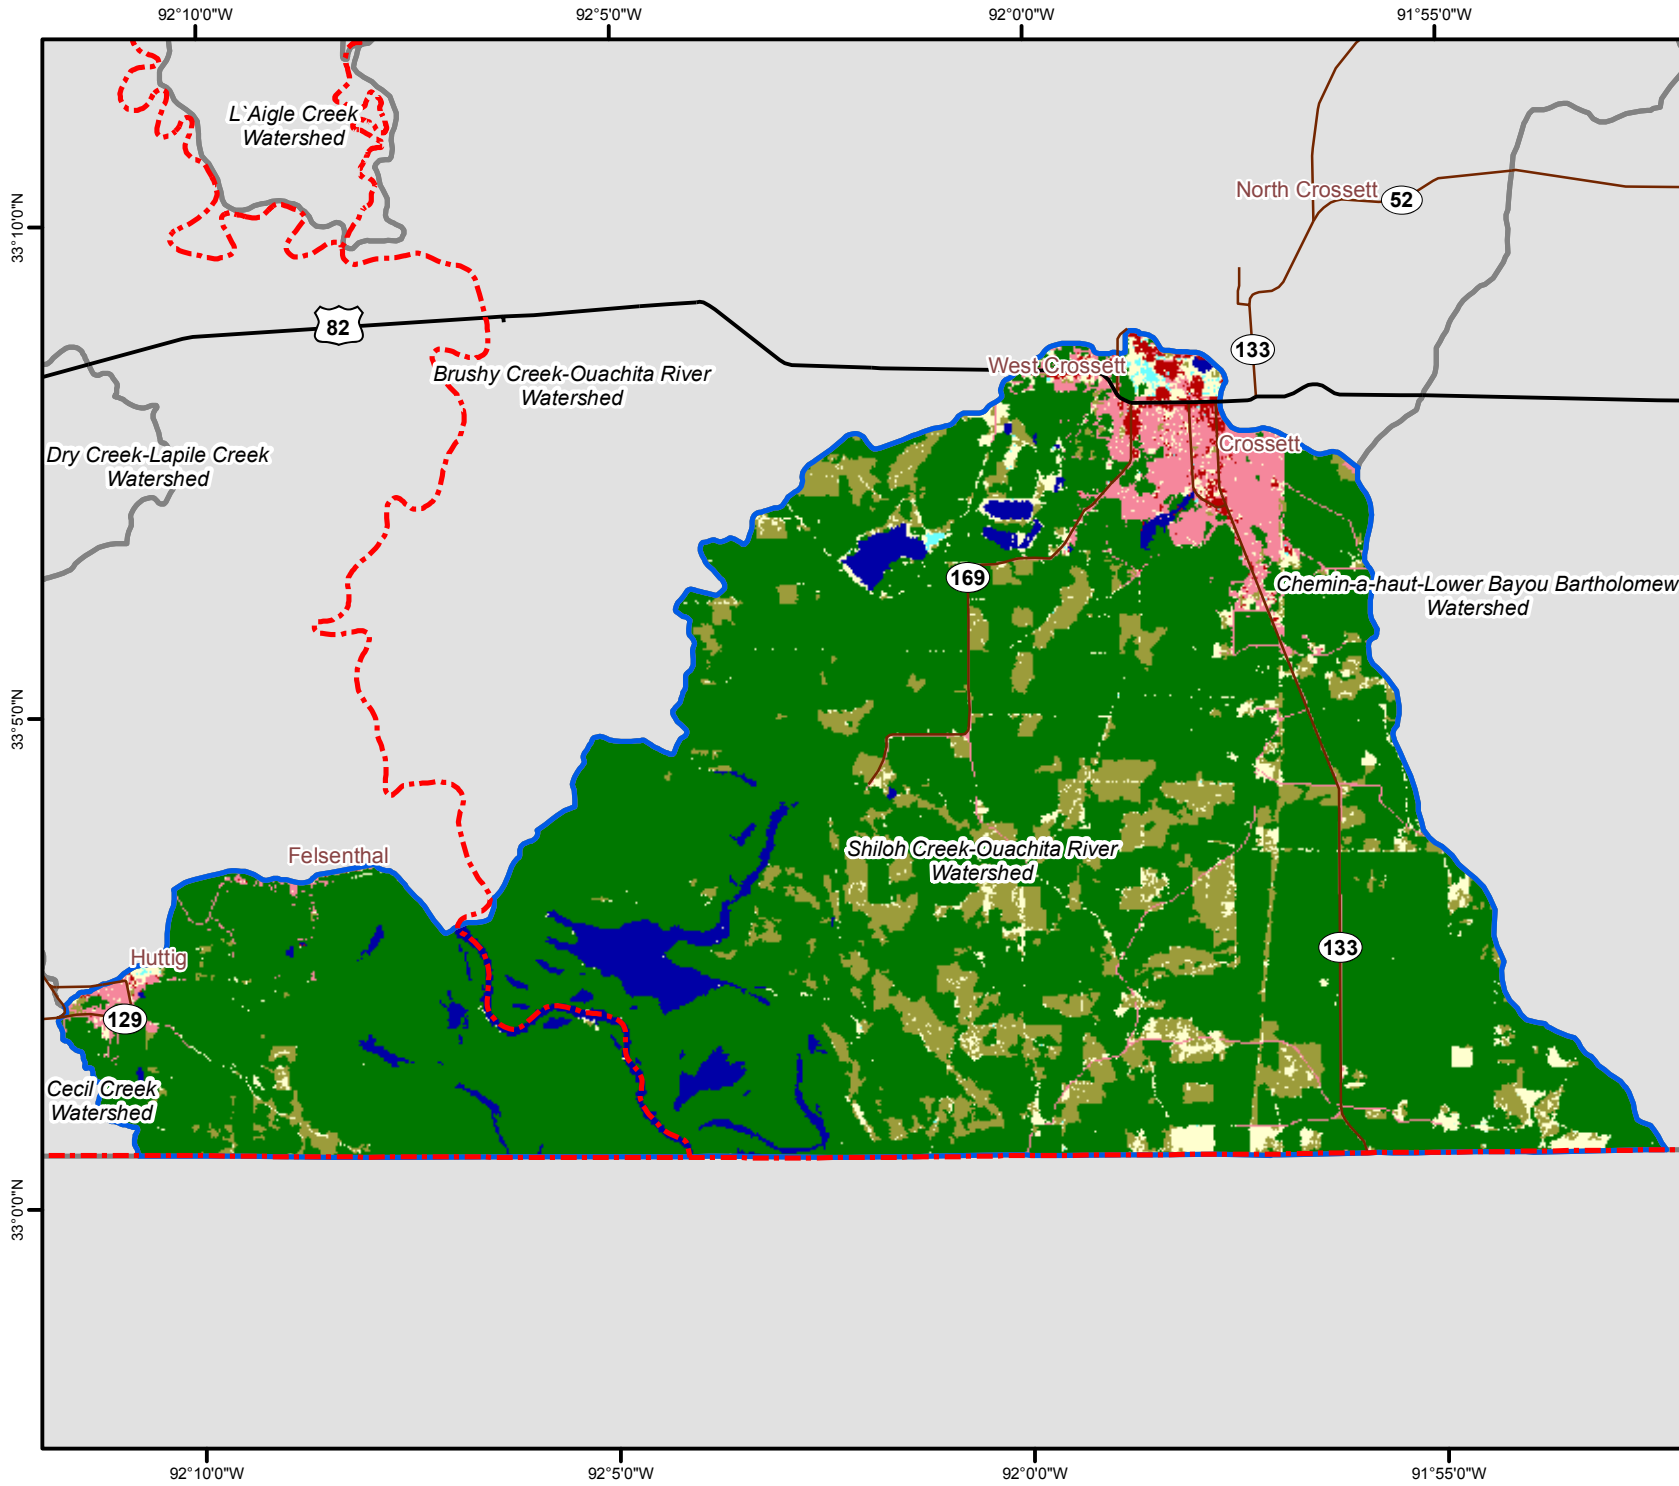 92°10'0"W
92°5'0"W
92°0'0"W
91°55'0"W
L`Aigle Creek
Watershed
North Crossett
52
33°10'0"N
82
133
West Crossett
Brushy Creek-Ouachita River
Watershed
Crossett
Dry Creek-Lapile Creek
Watershed
169
Chemin-a-haut-Lower Bayou Bartholomew
Watershed
33°5'0"N
Shiloh Creek-Ouachita River
Watershed
Felsenthal
133
Huttig
129
Cecil Creek
Watershed
33°0'0"N
92°10'0"W
92°5'0"W
92°0'0"W
91°55'0"W